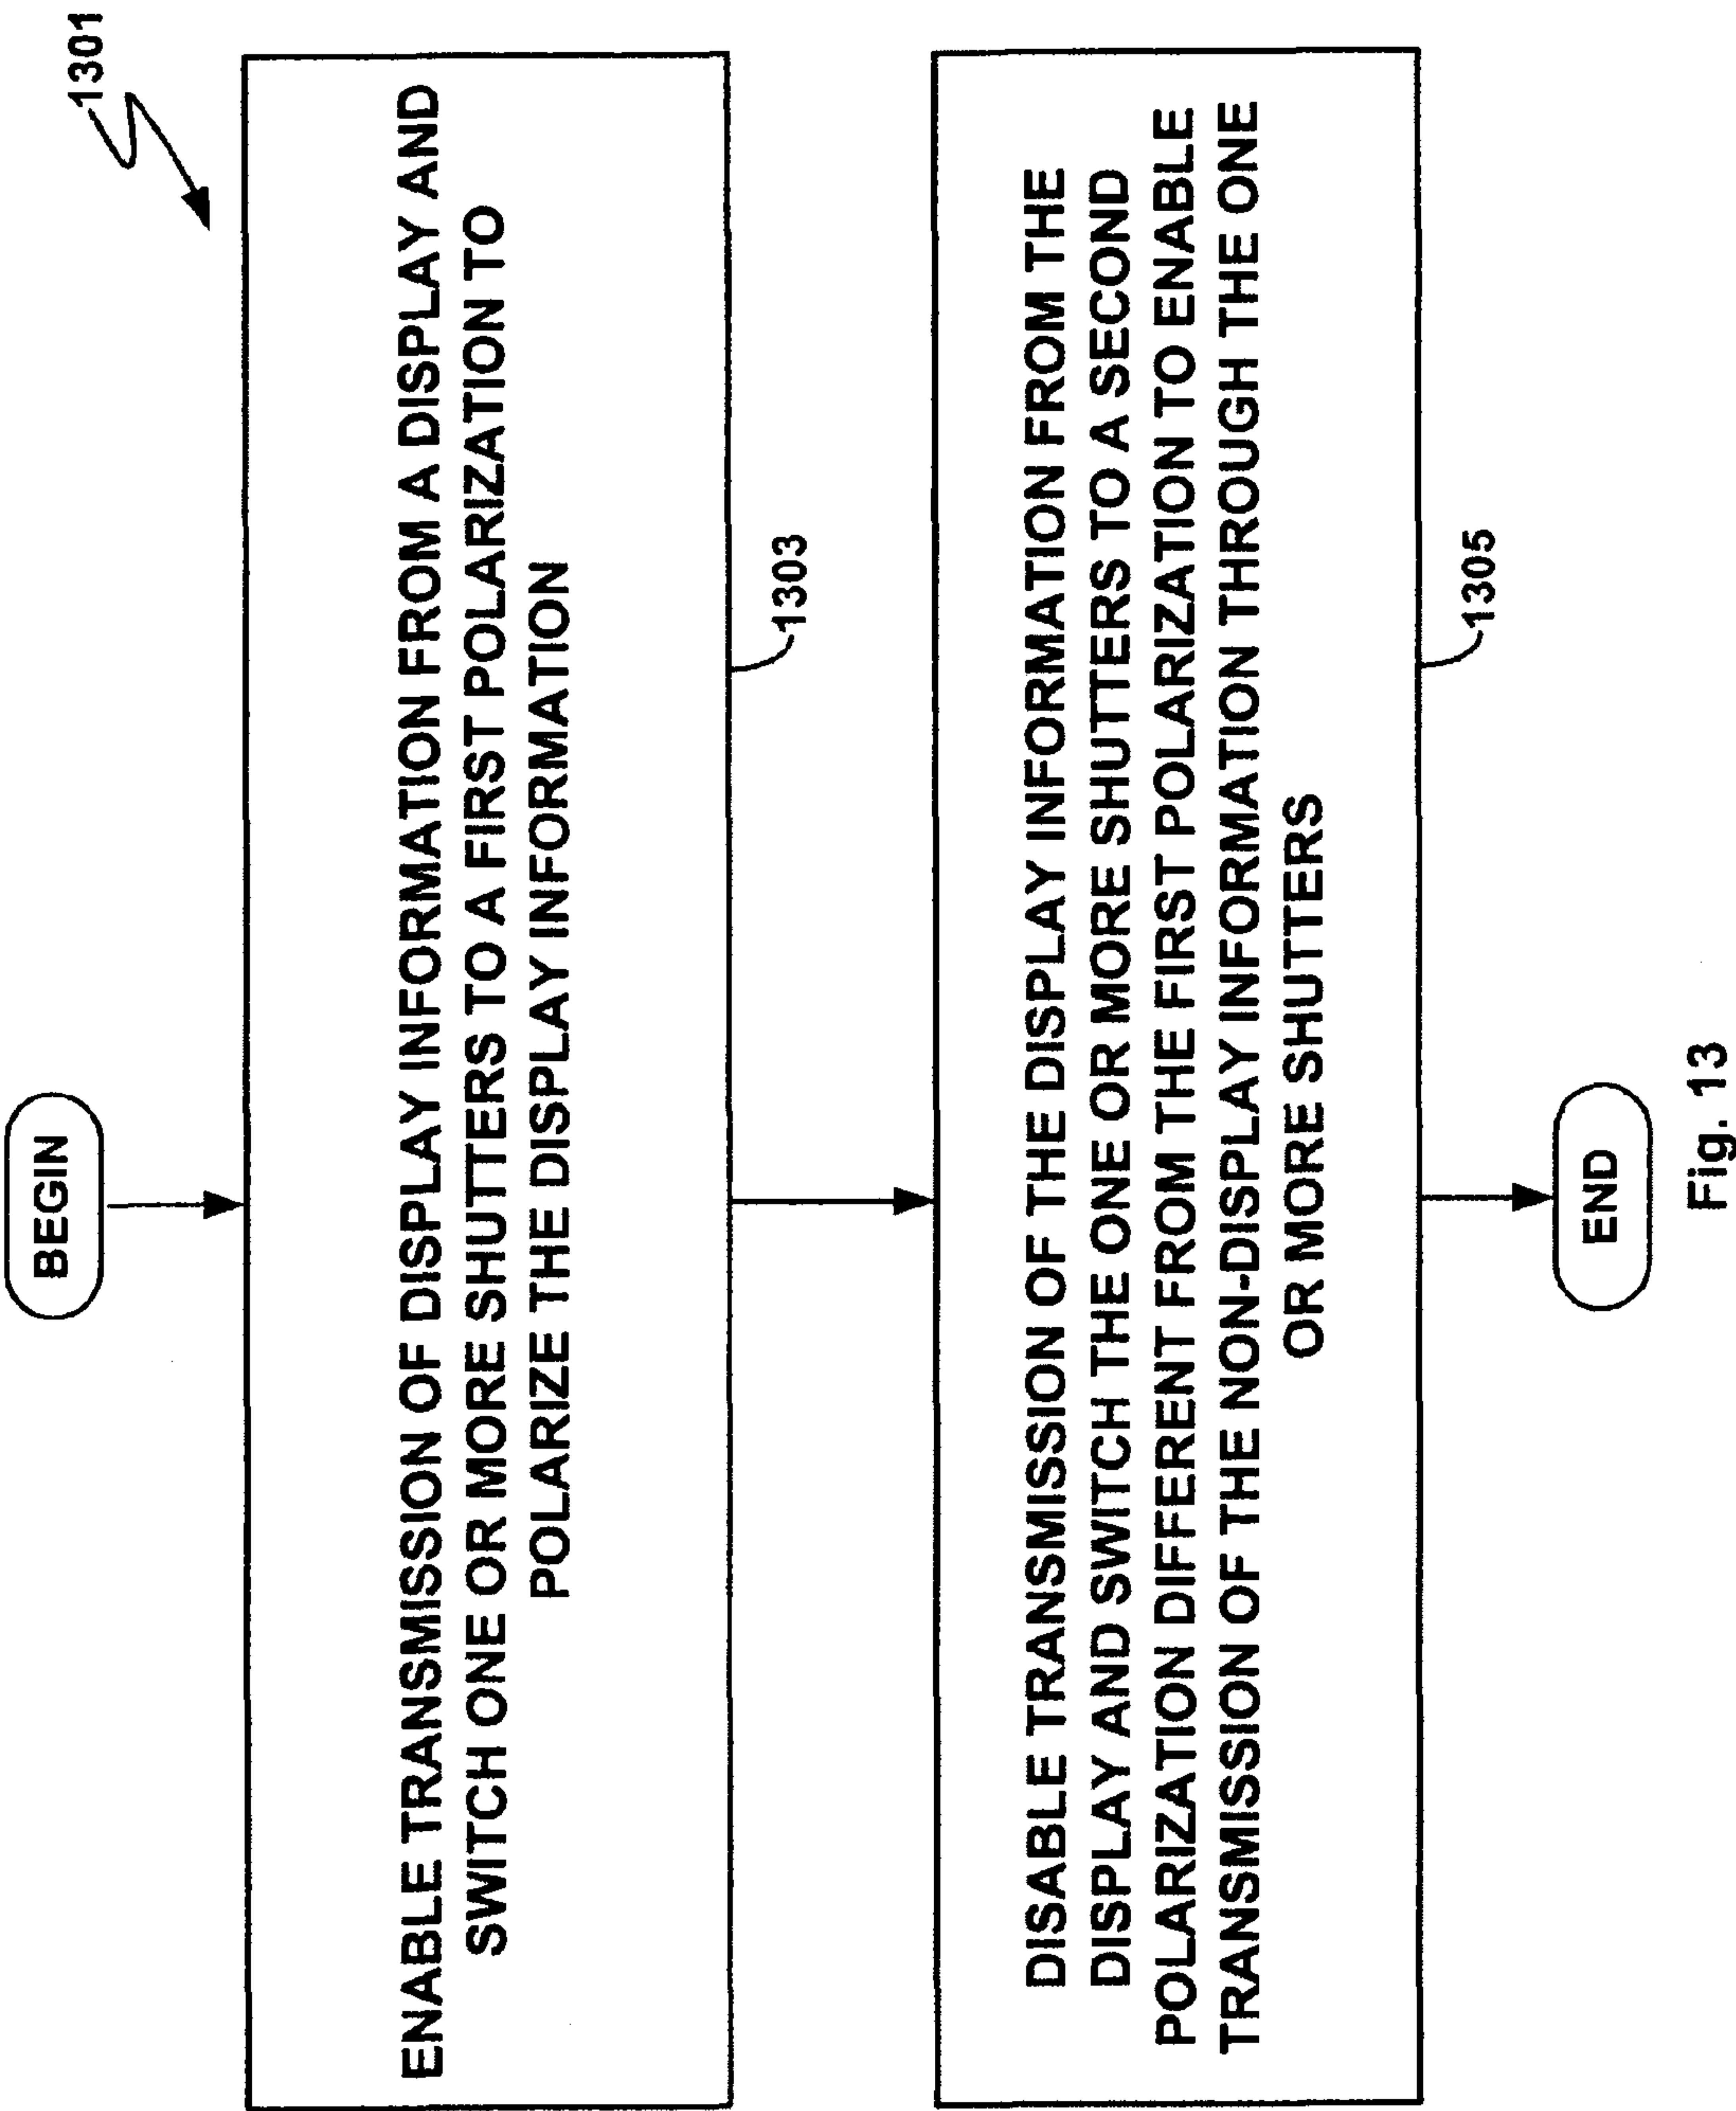 1301
BEGIN
ENABLE TRANSMISSION OF DISPLAY INFORMATION FROM A DISPLAY AND
SWITCH ONE OR MORE SHUTTERS TO A FIRST POLARIZATION TO
POLARIZE THE DISPLAY INFORMATION
1303
DISABLE TRANSMISSION OF THE DISPLAY INFORMATION FROM THE
DISPLAY AND SWITCH THE ONE OR MORE SHUTTERS TO A SECOND
POLARIZATION DIFFERENT FROM THE FIRST POLARIZATION TO ENABLE
TRANSMISSION OF THE NON-DISPLAY INFORMATION THROUGH THE ONE
OR MORE SHUTTERS
1305
END
Fig. 13